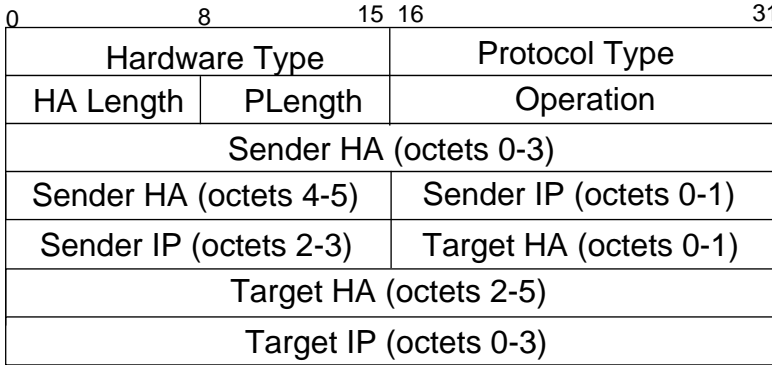 0 8 15 16 31
Hardware Type Protocol Type
HA Length PLength Operation
Sender HA (octets 0-3)
Sender HA (octets 4-5) Sender IP (octets 0-1)
Sender IP (octets 2-3) Target HA (octets 0-1)
Target HA (octets 2-5)
Target IP (octets 0-3)